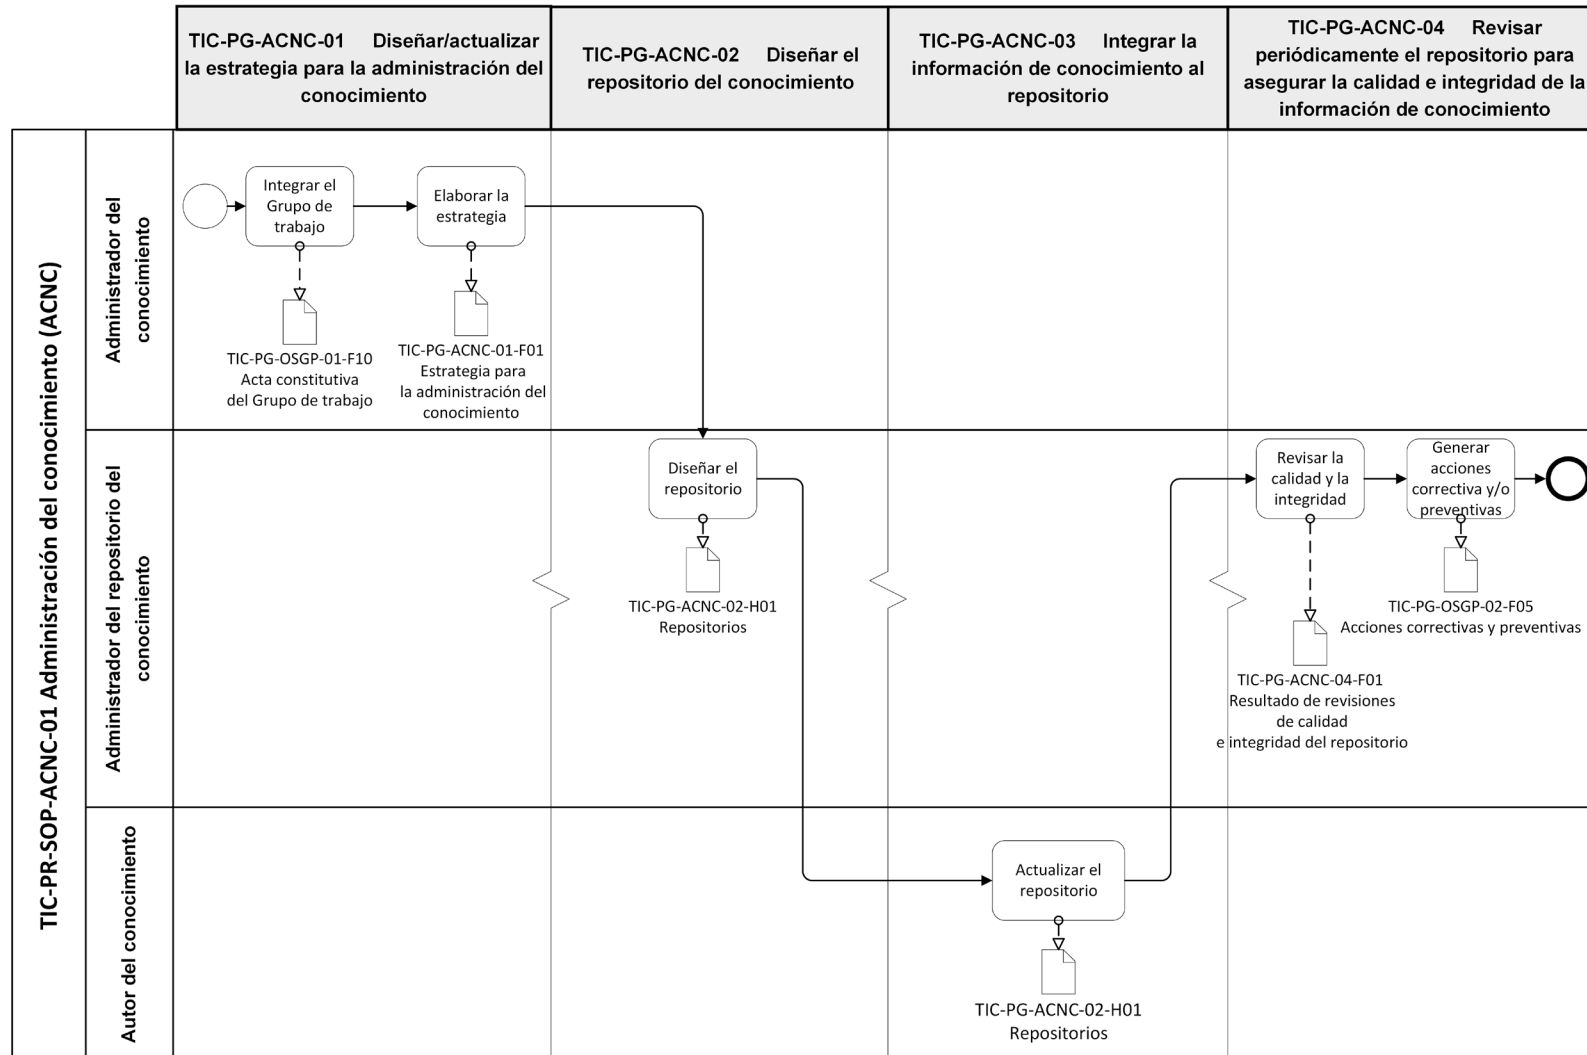 TIC-PG-ACNC-01 Diseñar/actualizar
la estrategia para la administración del
conocimiento
TIC-PG-ACNC-02 Diseñar el
repositorio del conocimiento
TIC-PG-ACNC-03 Integrar la
información de conocimiento al
repositorio
TIC-PG-ACNC-04 Revisar
periódicamente el repositorio para
asegurar la calidad e integridad de la
información de conocimiento
TIC-PR-SOP-ACNC-01 Administración del conocimiento (ACNC)
Administrador del
conocimiento
Integrar el
Grupo de
trabajo
Elaborar la
estrategia
TIC-PG-OSGP-01-F10
Acta constitutiva
del Grupo de trabajo
TIC-PG-ACNC-01-F01
Estrategia para
la administración del
conocimiento
Administrador del repositorio del
conocimiento
Diseñar el
repositorio
TIC-PG-ACNC-02-H01
Repositorios
Revisar la
calidad y la
integridad
Generar
acciones
correctiva y/o
preventivas
TIC-PG-OSGP-02-F05
Acciones correctivas y preventivas
TIC-PG-ACNC-04-F01
Resultado de revisiones
de calidad
e integridad del repositorio
Autor del conocimiento
Actualizar el
repositorio
TIC-PG-ACNC-02-H01
Repositorios